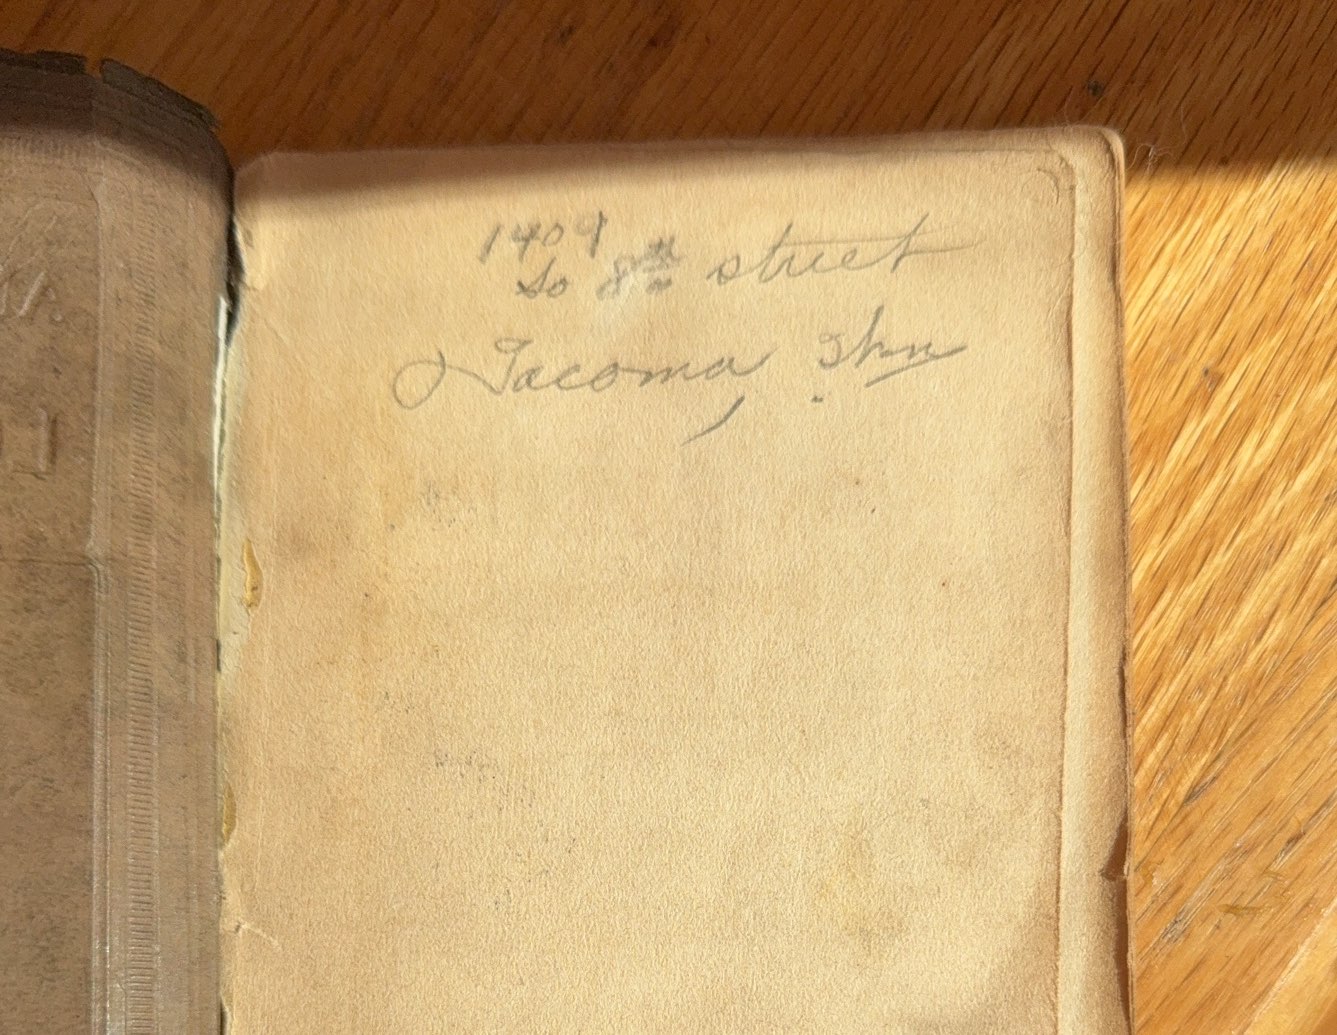 1409
So 8th street
Tacoma, Wn